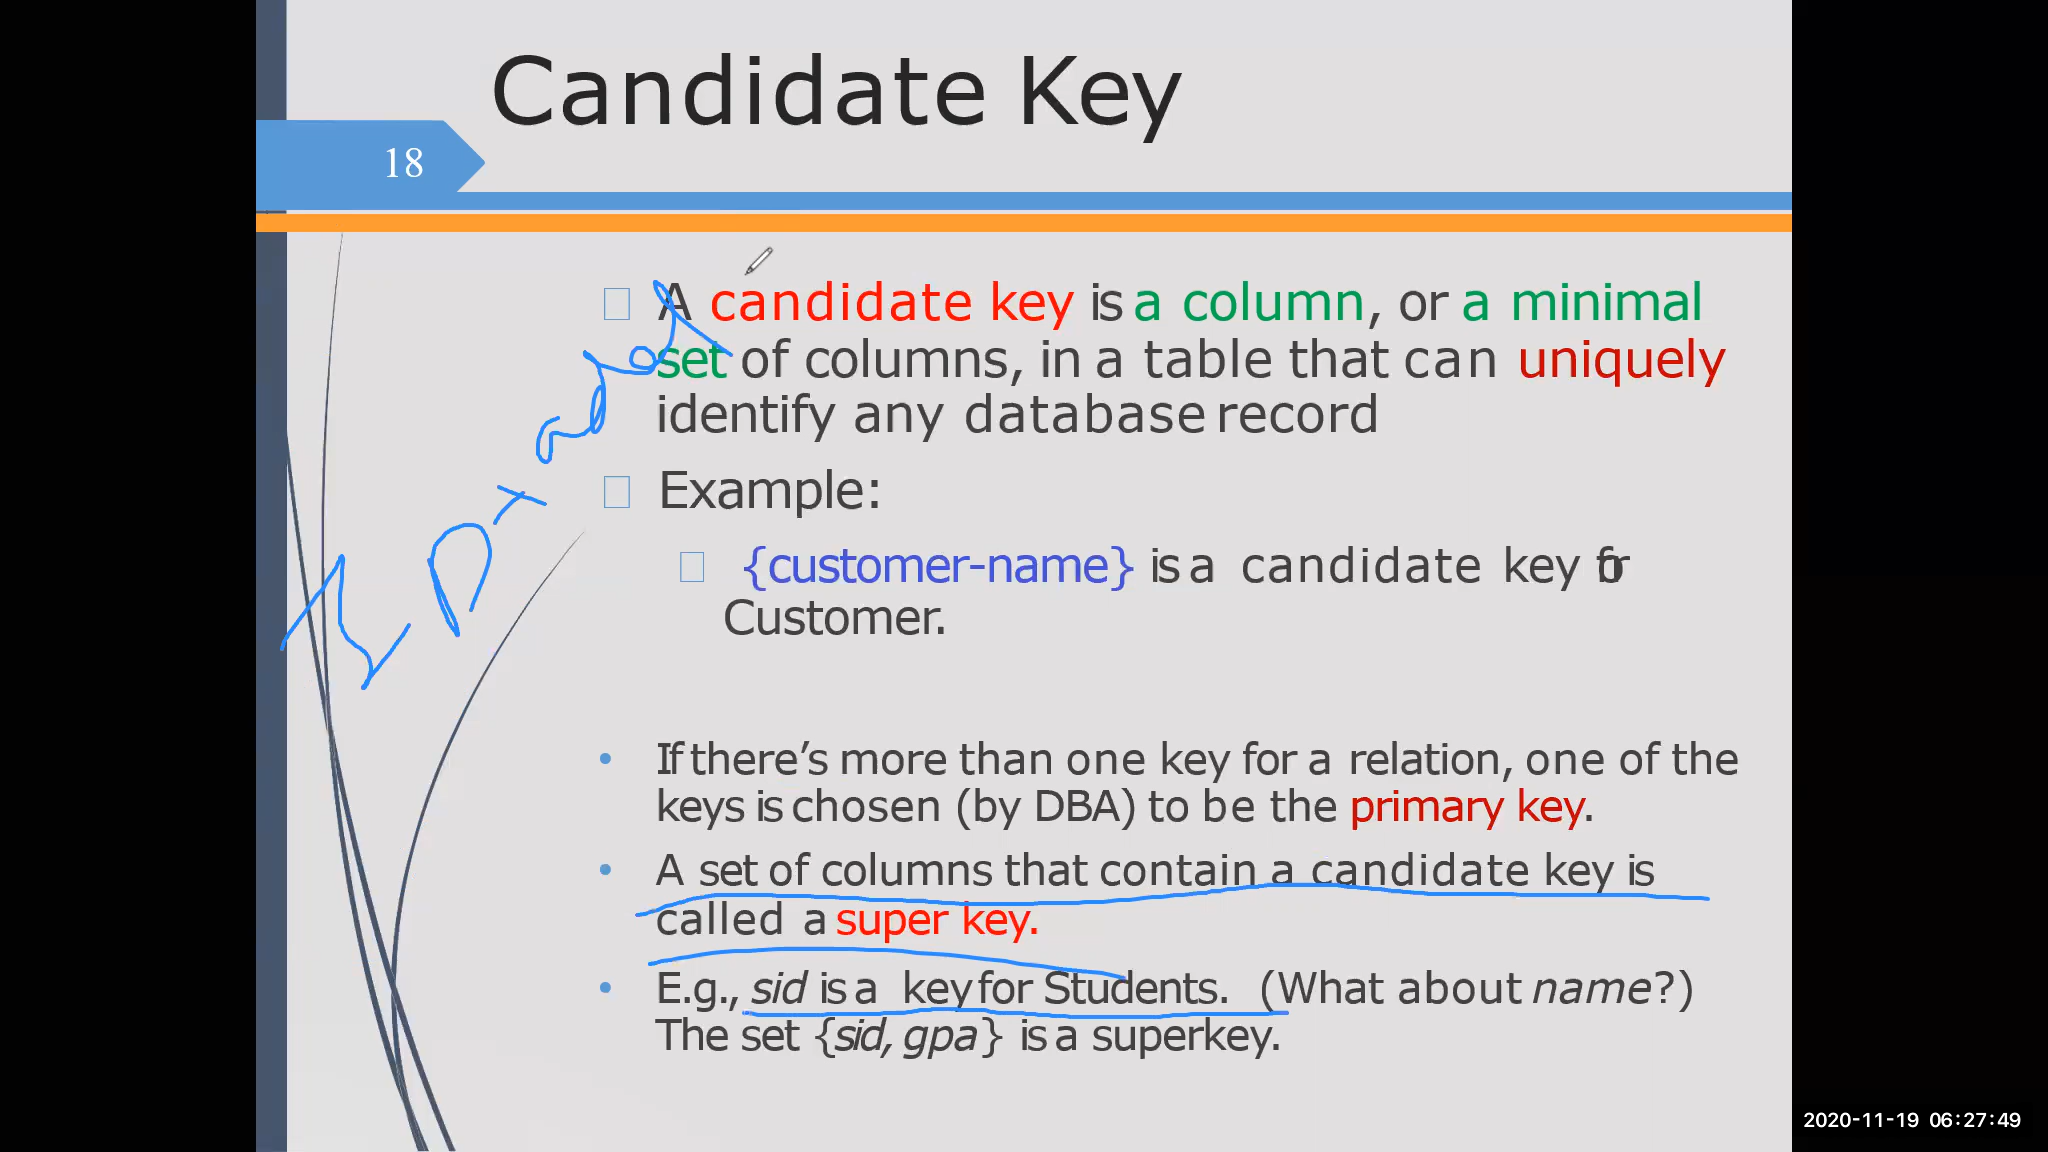 Candidate Key
18
A candidate key is a column, or a minimal
set of columns, in a table that can uniquely
identify any database record
Example:
{customer-name} is a candidate key for
Customer.
If there’s more than one key for a relation, one of the
keys is chosen (by DBA) to be the primary key.
A set of columns that contain a candidate key is
called a super key.
E.g., sid is a key for Students. (What about name?)
The set {sid, gpa} is a superkey.
2020-11-19 06:27:49